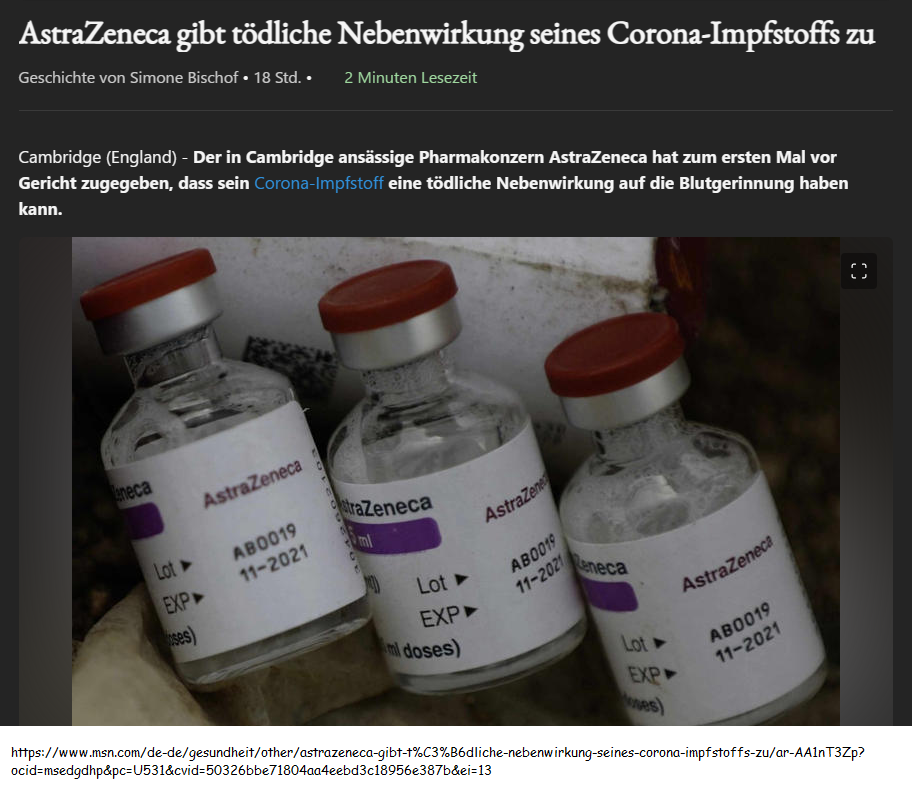 AstraZeneca gibt tödliche Nebenwirkung seines Corona-Impfstoffs zu
Geschichte von Simone Bischof • 18 Std. • 2 Minuten Lesezeit
Cambridge (England) - Der in Cambridge ansässige Pharmakonzern AstraZeneca hat zum ersten Mal vor
Gericht zugegeben, dass sein Corona-Impfstoff eine tödliche Nebenwirkung auf die Blutgerinnung haben
kann.
Zeneca
AstraZeneca
Lot
EXP
AB0019
11-2021
doses)
AstraZeneca
5 ml
AstraZeneca
Lot
EXP
AB0019
11-2021
ml doses)
Zeneca
AstraZeneca
Lot
EXP
AB0019
11-2021
doses)
https://www.msn.com/de-de/gesundheit/other/astrazeneca-gibt-t%C3%B6dliche-nebenwirkung-seines-corona-impfstoffs-zu/ar-AA1nT3Zp?
ocid=msedgdhp&pc=U531&cvid=50326bbe71804aa4eebd3c18956e387b&ei=13